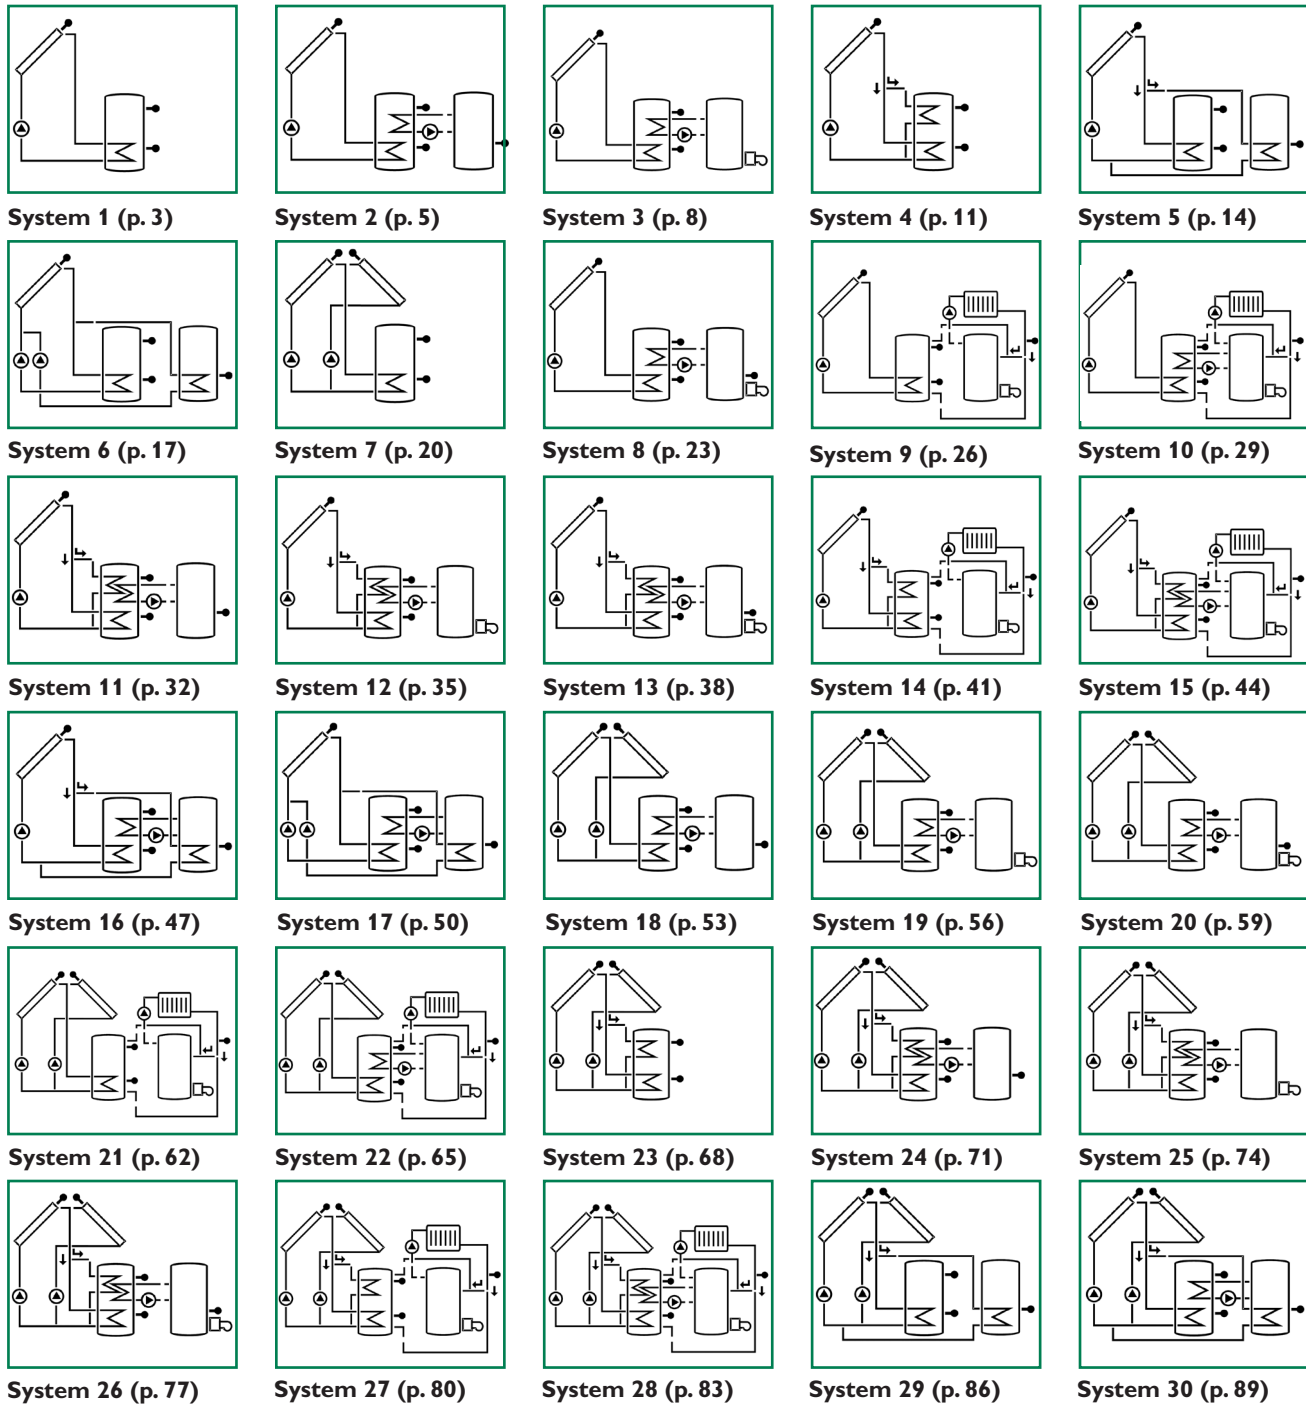 System 1 (p. 3)
System 2 (p. 5)
System 3 (p. 8)
System 4 (p. 11)
System 5 (p. 14)
System 6 (p. 17)
System 7 (p. 20)
System 8 (p. 23)
System 9 (p. 26)
System 10 (p. 29)
System 11 (p. 32)
System 12 (p. 35)
System 13 (p. 38)
System 14 (p. 41)
System 15 (p. 44)
System 16 (p. 47)
System 17 (p. 50)
System 18 (p. 53)
System 19 (p. 56)
System 20 (p. 59)
System 21 (p. 62)
System 22 (p. 65)
System 23 (p. 68)
System 24 (p. 71)
System 25 (p. 74)
System 26 (p. 77)
System 27 (p. 80)
System 28 (p. 83)
System 29 (p. 86)
System 30 (p. 89)